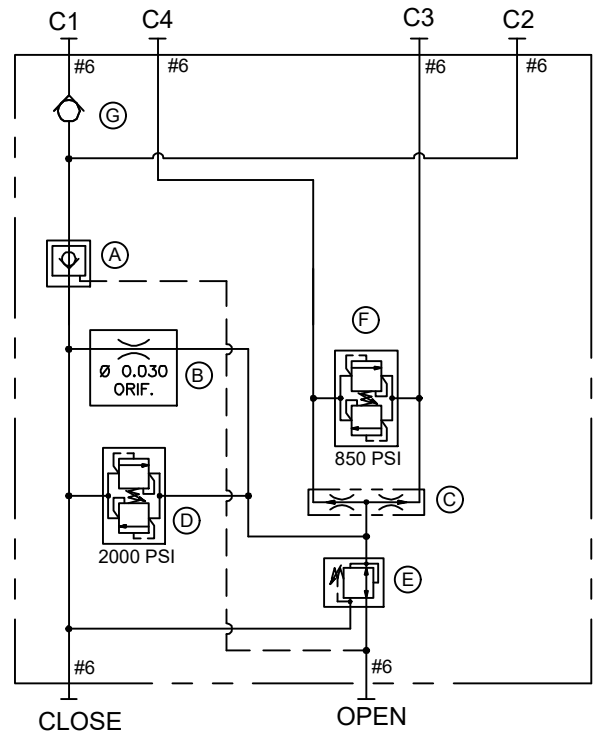 C1 C4 C3 C2
#6 #6 #6 #6
G
A
F
B
Ø 0.030
ORIF.
850 PSI
C
D
2000 PSI
E
#6 #6
CLOSE OPEN